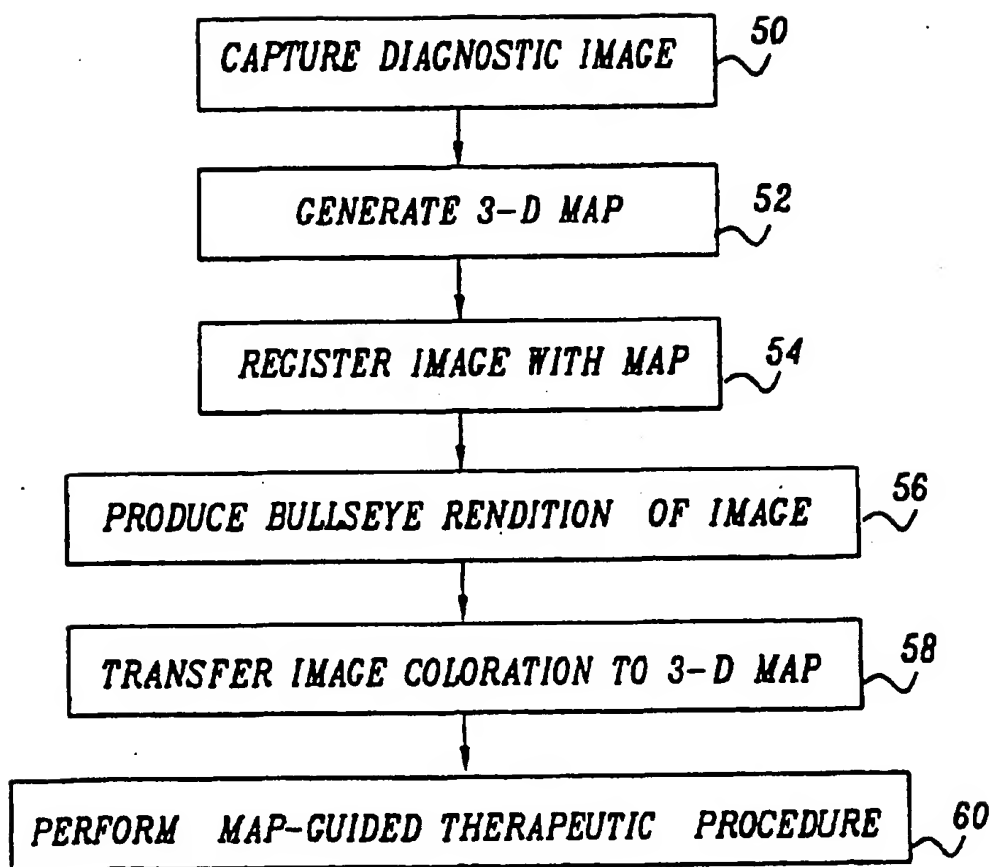 CAPTURE DIAGNOSTIC IMAGE
50
GENERATE 3-D MAP
52
REGISTER IMAGE WITH MAP
54
PRODUCE BULLSEYE RENDITION OF IMAGE
56
TRANSFER IMAGE COLORATION TO 3-D MAP
58
PERFORM MAP-GUIDED THERAPEUTIC PROCEDURE
60